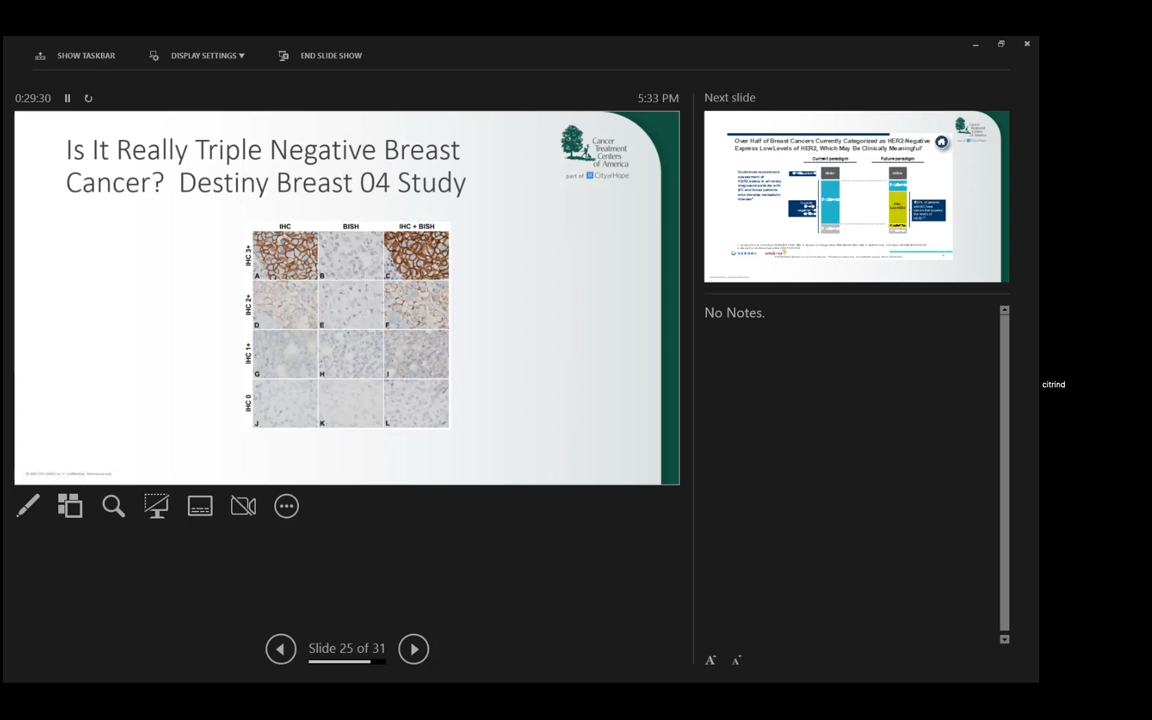 SHOW TASKBAR
DISPLAY SETTINGS ▼
END SLIDE SHOW
0:29:30
5:33 PM
Is It Really Triple Negative Breast
Cancer? Destiny Breast 04 Study
Cancer
Treatment
Centers
of America
part of City of Hope
IHC BISH IHC + BISH
IHC 3+
A B C
IHC 2+
D E F
IHC 1+
G H I
IHC 0
J K L
Slide 25 of 31
Next slide
Over Half of Breast Cancers Currently Categorized as HER2-Negative
Express Low Levels of HER2, Which May Be Clinically Meaningful
Current paradigm Future paradigm
No Notes.
citrind